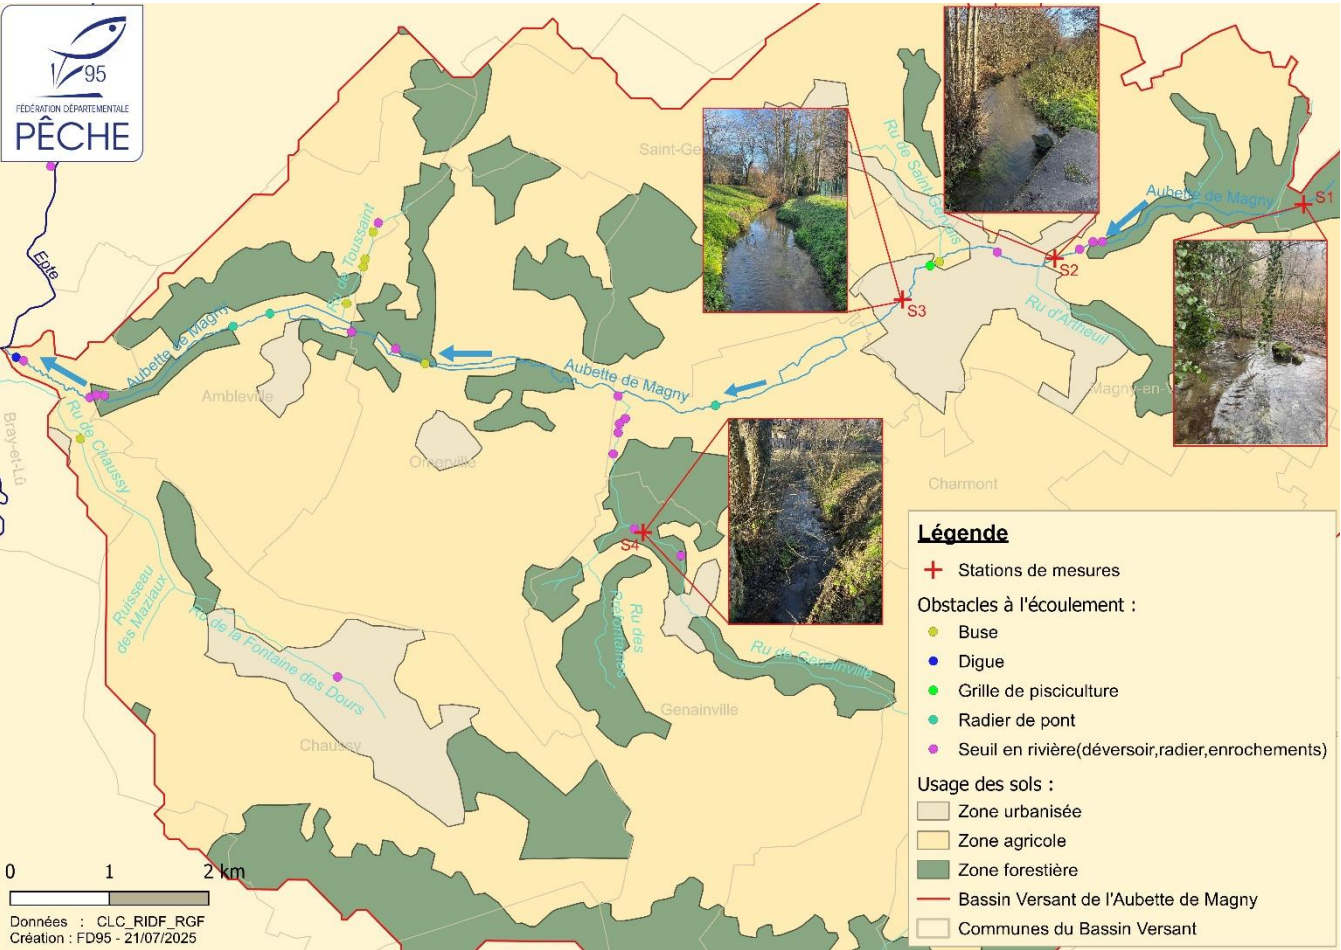 95
FÉDÉRATION DÉPARTEMENTALE
PÊCHE
Saint-Ge
Ru de Saint-Gervais
Aubette de Magny
S1
S2
S3
Ru d'Artheuil
Magny-en-V
Epte
Ru de Toussaint
Aubette de Magny
Aubette de Magny
Ambleville
Omerville
Bray-et-Lû
Ru de Chaussy
Charmont
S4
Ruisseau
des Maziaux
Ru de la Fontaine des Dours
Ru des
Préfontaines
Ru de Genainville
Genainville
Chaussy
Légende
Stations de mesures
Obstacles à l'écoulement :
Buse
Digue
Grille de pisciculture
Radier de pont
Seuil en rivière(déversoir,radier,enrochements)
Usage des sols :
Zone urbanisée
Zone agricole
Zone forestière
Bassin Versant de l'Aubette de Magny
Communes du Bassin Versant
0 1 2 km
Données : CLC_RIDF_RGF
Création : FD95 - 21/07/2025